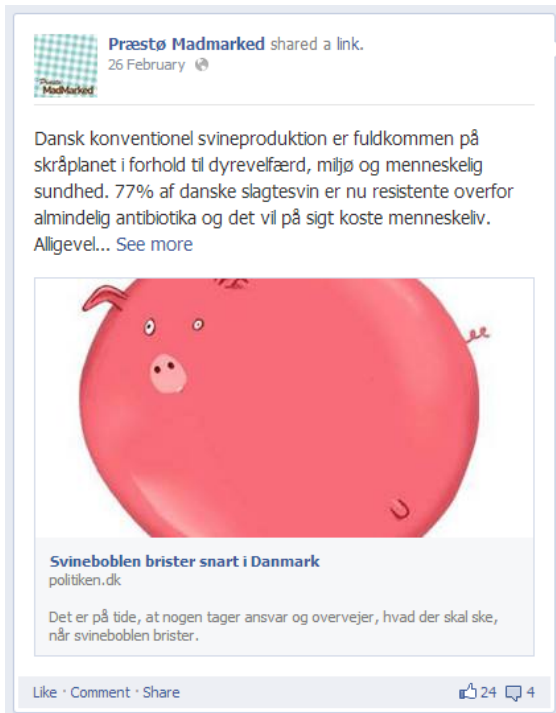 Præstø Madmarked shared a link.
26 February
Præstø
MadMarked
Dansk konventionel svineproduktion er fuldkommen på
skråplanet i forhold til dyrevelfærd, miljø og menneskelig
sundhed. 77% af danske slagtesvin er nu resistente overfor
almindelig antibiotika og det vil på sigt koste menneskeliv.
Alligevel... See more
Svineboblen brister snart i Danmark
politiken.dk
Det er på tide, at nogen tager ansvar og overvejer, hvad der skal ske,
når svineboblen brister.
Like · Comment · Share 24 4